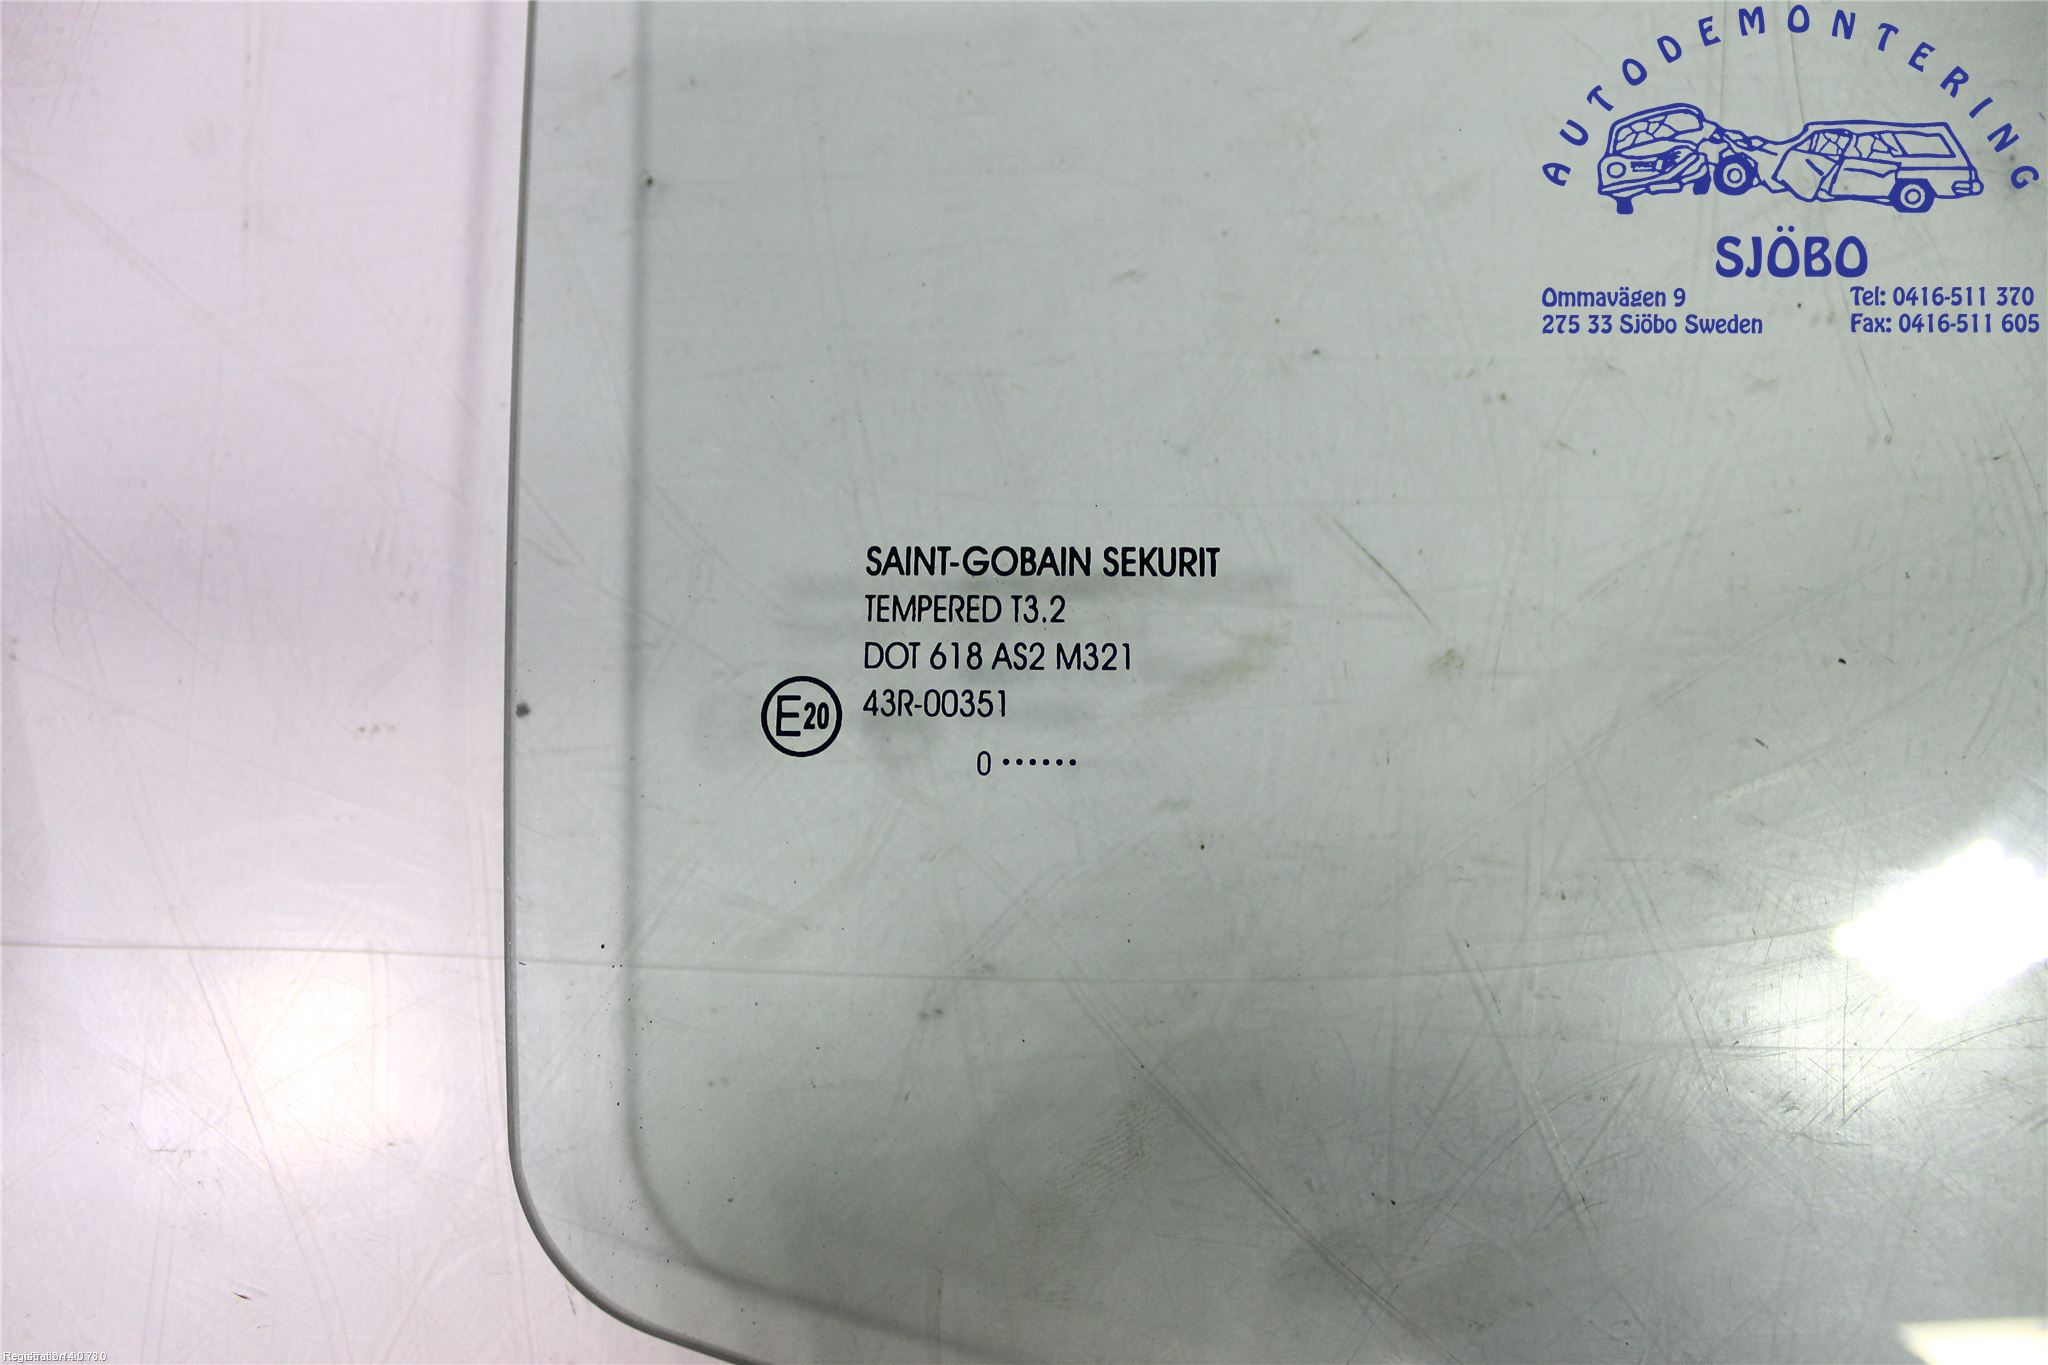 AUTODEMONTERING
SJÖBO
Ommavägen 9
275 33 Sjöbo Sweden
Tel: 0416-511 370
Fax: 0416-511 605
SAINT-GOBAIN SEKURIT
TEMPERED T3.2
DOT 618 AS2 M321
43R-00351
E20
0 ······